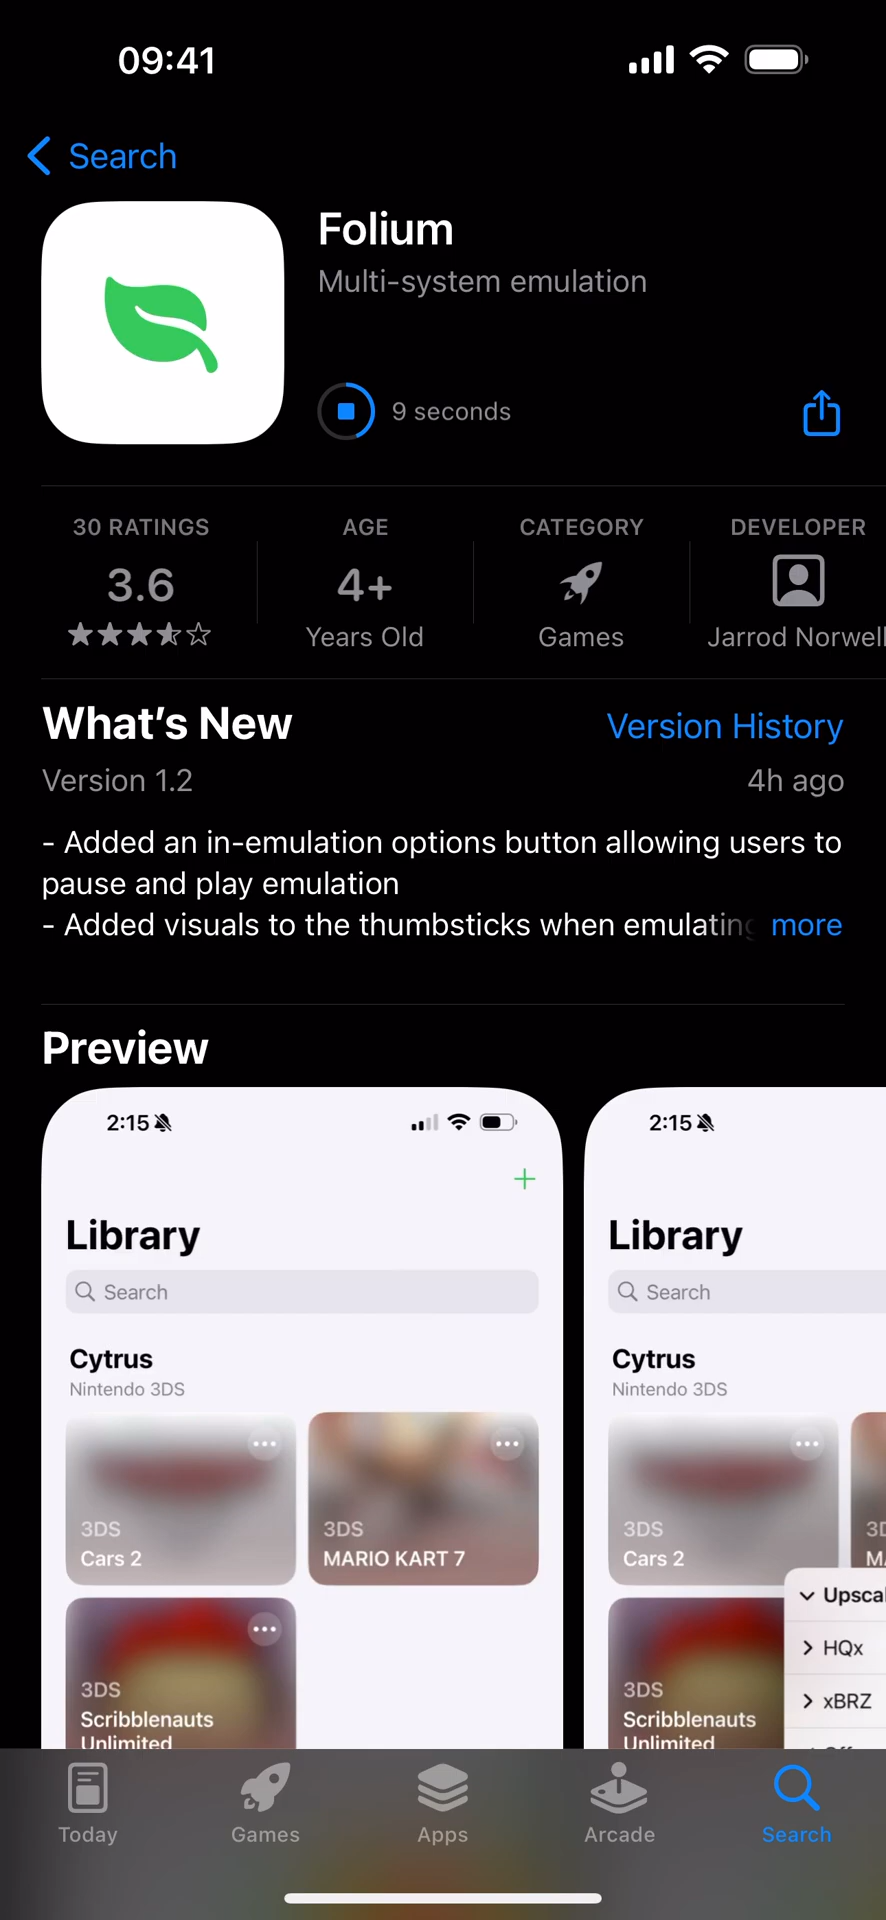 09:41
Search
Folium
Multi-system emulation
9 seconds
30 RATINGS
3.6
AGE
4+
Years Old
CATEGORY
Games
DEVELOPER
Jarrod Norwell
What's New
Version History
Version 1.2
4h ago
- Added an in-emulation options button allowing users to
pause and play emulation
- Added visuals to the thumbsticks when emulating
more
Preview
2:15
Library
Search
Cytrus
Nintendo 3DS
3DS
Cars 2
3DS
MARIO KART 7
3DS
Scribblenauts
Unlimited
2:15
Library
Search
Cytrus
Nintendo 3DS
3DS
Cars 2
3D
MA
Upscal
HQx
xBRZ
3DS
Scribblenauts
Unlimited
Today
Games
Apps
Arcade
Search